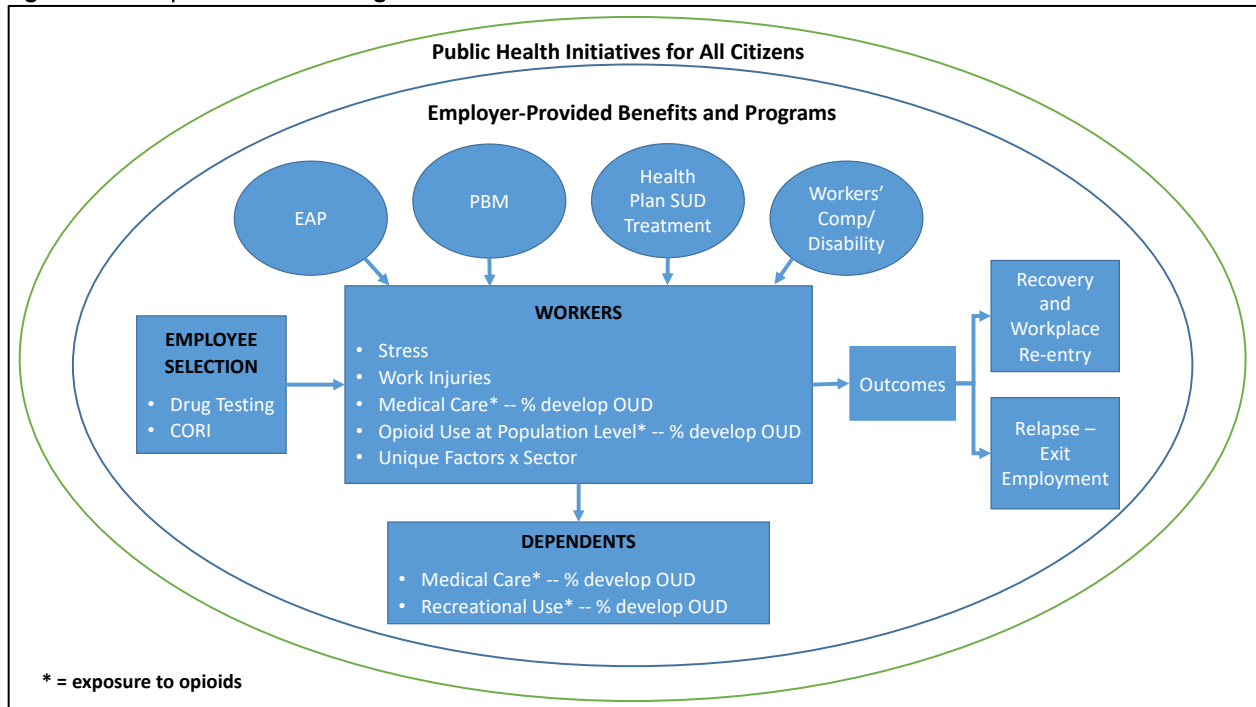 Public Health Initiatives for All Citizens
Employer-Provided Benefits and Programs
EAP
PBM
Health
Plan SUD
Treatment
Workers’
Comp/
Disability
EMPLOYEE
SELECTION
• Drug Testing
• CORI
WORKERS
• Stress
• Work Injuries
• Medical Care* -- % develop OUD
• Opioid Use at Population Level* -- % develop OUD
• Unique Factors x Sector
Outcomes
Recovery
and
Workplace
Re-entry
Relapse –
Exit
Employment
DEPENDENTS
• Medical Care* -- % develop OUD
• Recreational Use* -- % develop OUD
* = exposure to opioids